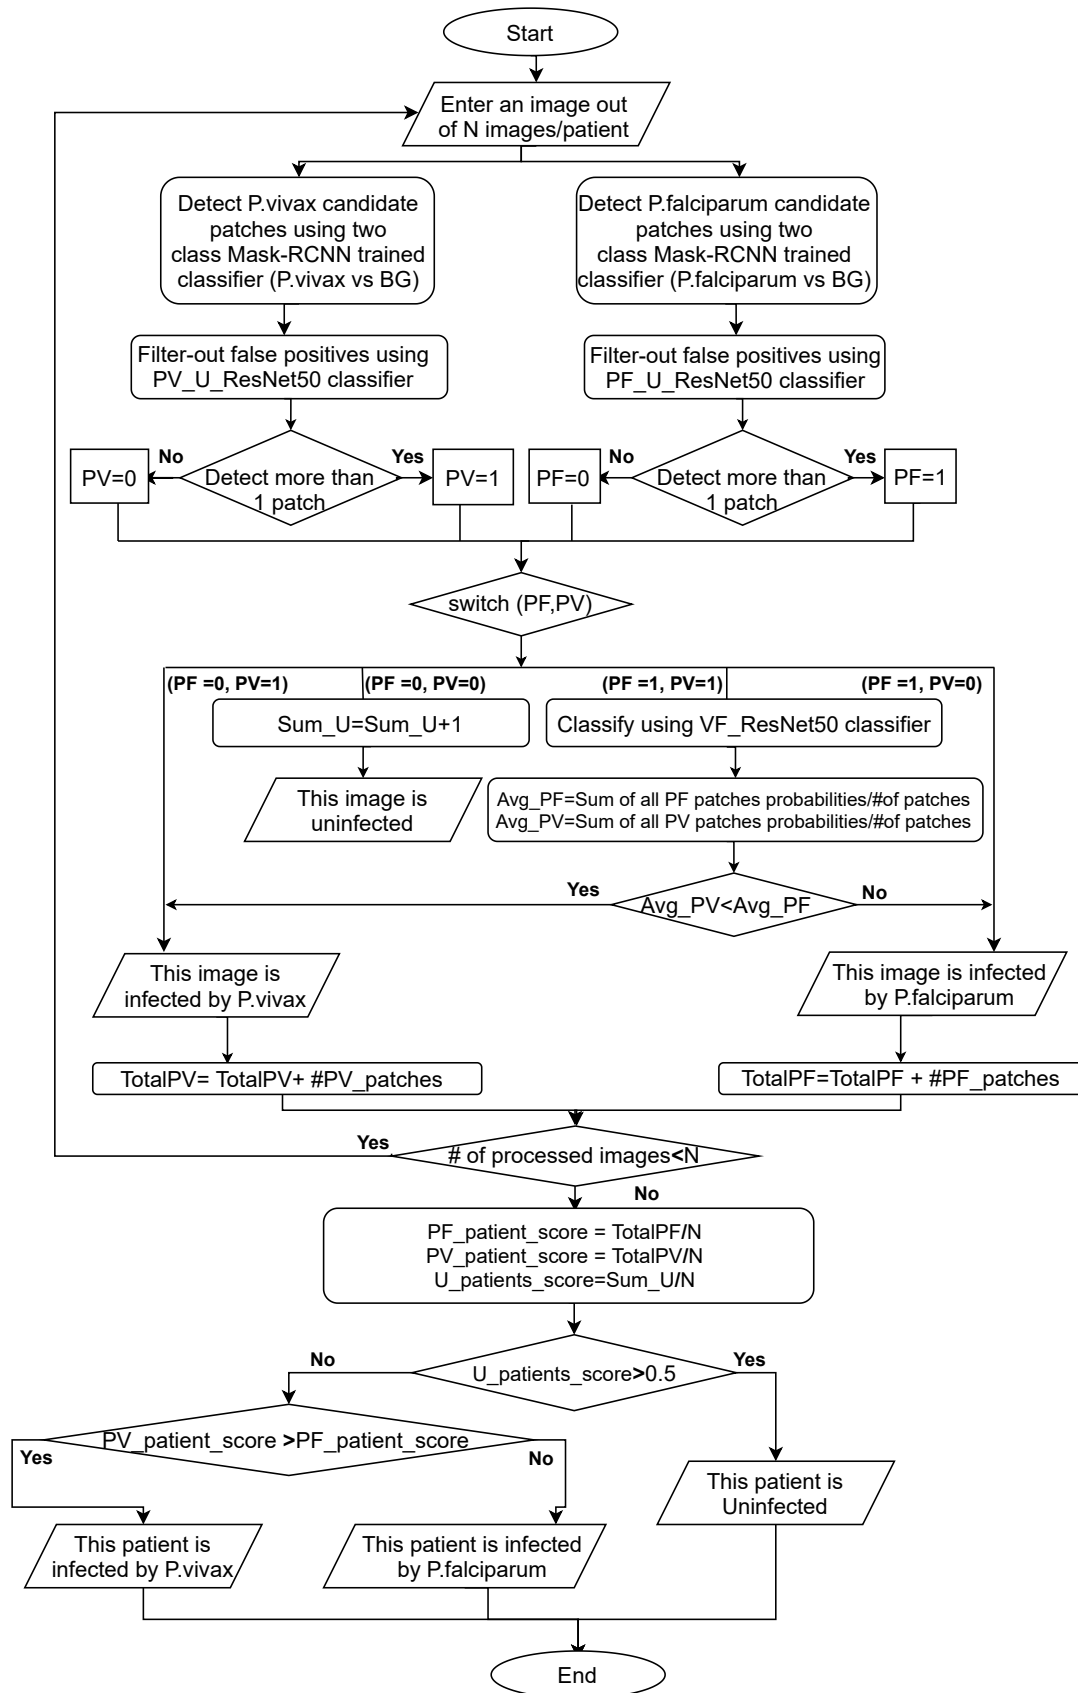 Start
Enter an image out
of N images/patient
Detect P.vivax candidate
patches using two
class Mask-RCNN trained
classifier (P.vivax vs BG)
Detect P.falciparum candidate
patches using two
class Mask-RCNN trained
classifier (P.falciparum vs BG)
Filter-out false positives using
PV_U_ResNet50 classifier
Filter-out false positives using
PF_U_ResNet50 classifier
PV=0
No
Detect more than
1 patch
Yes
PV=1
PF=0
No
Detect more than
1 patch
Yes
PF=1
switch (PF,PV)
(PF =0, PV=1)
(PF =0, PV=0)
(PF =1, PV=1)
(PF =1, PV=0)
Sum_U=Sum_U+1
Classify using VF_ResNet50 classifier
This image is
uninfected
Avg_PF=Sum of all PF patches probabilities/#of patches
Avg_PV=Sum of all PV patches probabilities/#of patches
Yes
Avg_PV<Avg_PF
No
This image is
infected by P.vivax
This image is infected
by P.falciparum
TotalPV= TotalPV+ #PV_patches
TotalPF=TotalPF + #PF_patches
Yes
# of processed images<N
No
PF_patient_score = TotalPF/N
PV_patient_score = TotalPV/N
U_patients_score=Sum_U/N
No
U_patients_score>0.5
Yes
PV_patient_score >PF_patient_score
Yes
No
This patient is
Uninfected
This patient is
infected by P.vivax
This patient is infected
by P.falciparum
End